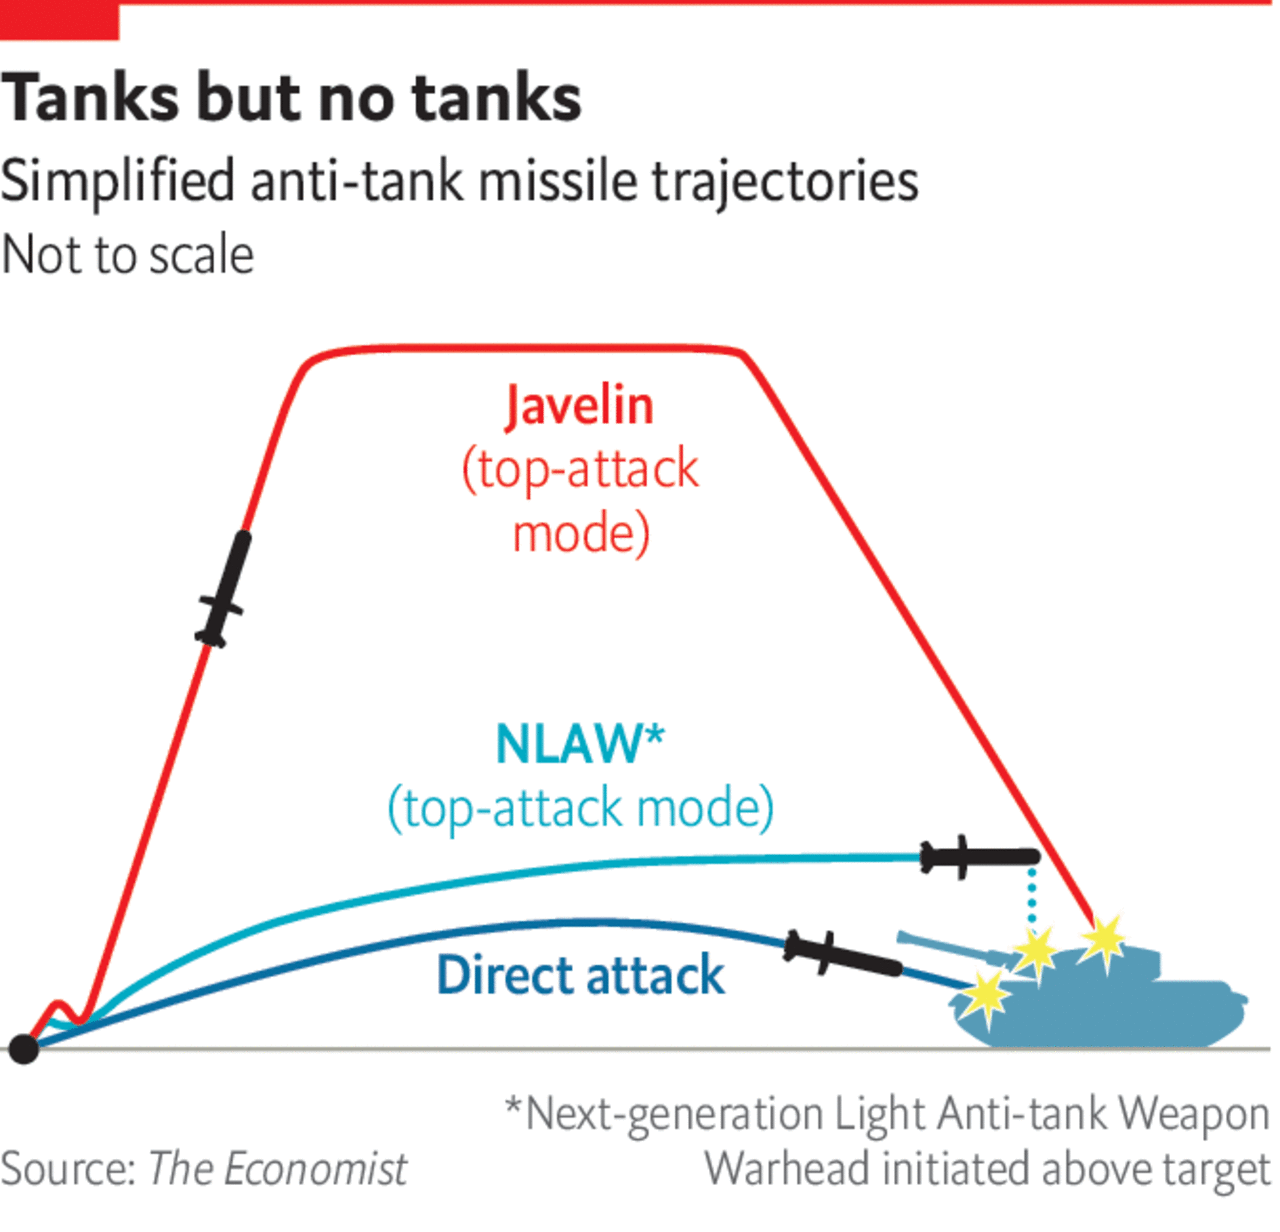 Tanks but no tanks
Simplified anti-tank missile trajectories
Not to scale
Javelin
(top-attack
mode)
NLAW*
(top-attack mode)
Direct attack
*Next-generation Light Anti-tank Weapon
Source: The Economist
Warhead initiated above target